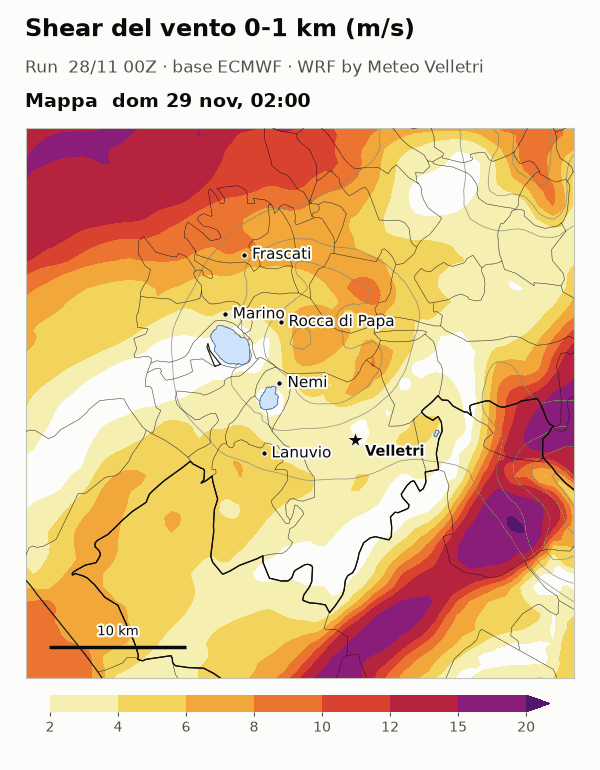 Shear del vento 0-1 km (m/s)
Run  28/11 00Z · base ECMWF · WRF by Meteo Velletri
Mappa  dom 29 nov, 02:00
Frascati
Marino
Rocca di Papa
Nemi
Velletri
Lanuvio
10 km
2 4 6 8 10 12 15 20